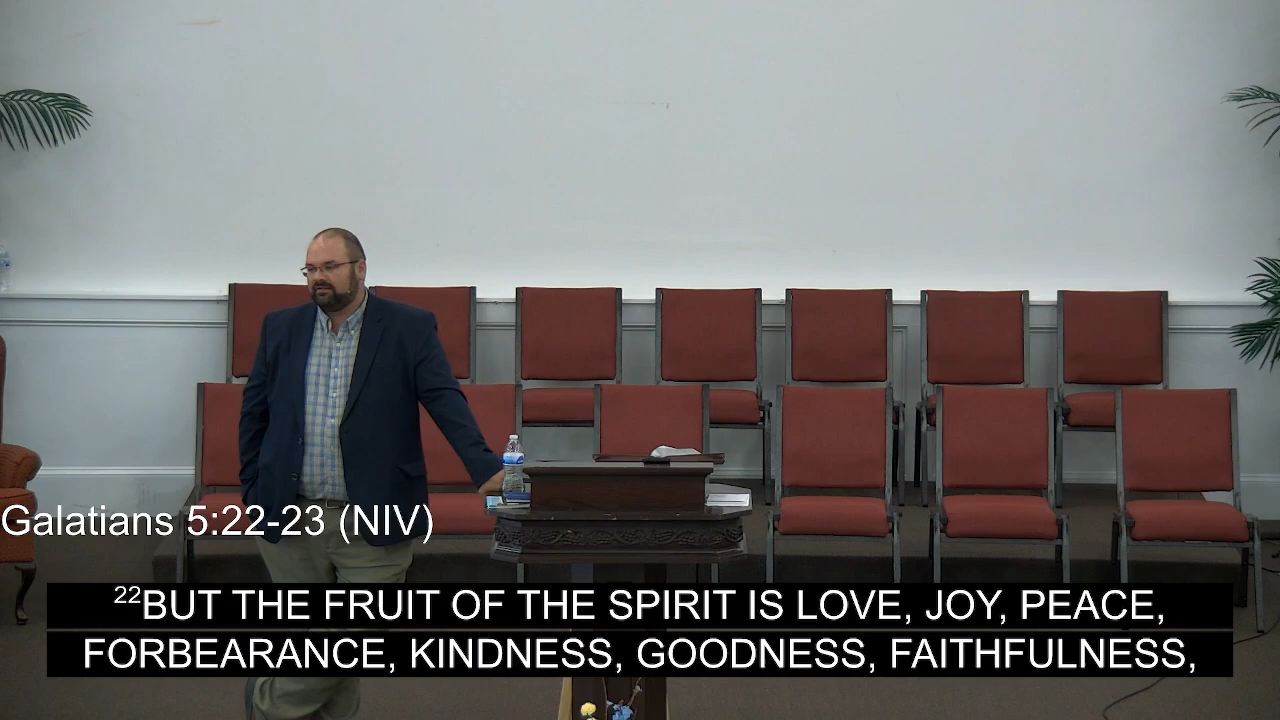 Galatians 5:22-23 (NIV)
22BUT THE FRUIT OF THE SPIRIT IS LOVE, JOY, PEACE,
FORBEARANCE, KINDNESS, GOODNESS, FAITHFULNESS,